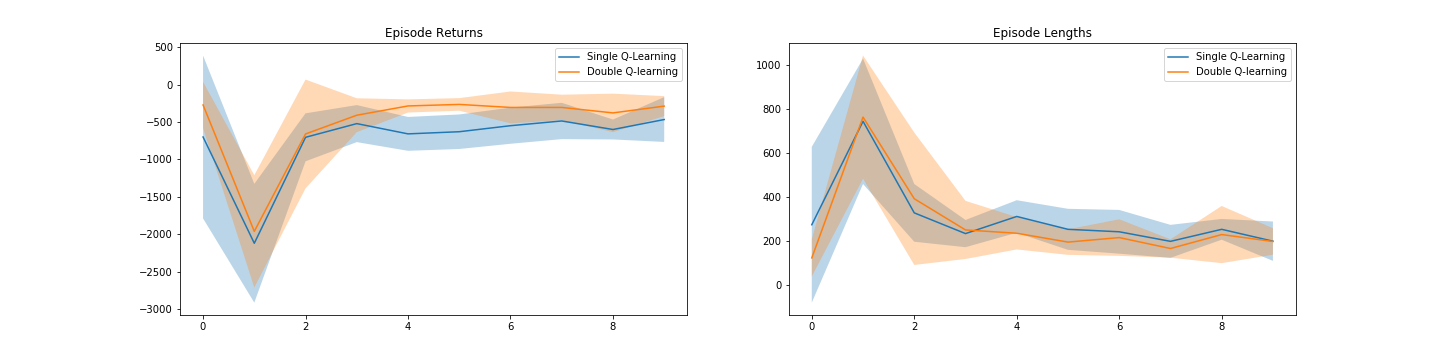 Episode Returns
500
0
−500
−1000
−1500
−2000
−2500
−3000
0 2 4 6 8
Single Q-Learning
Double Q-learning
Episode Lengths
1000
800
600
400
200
0
0 2 4 6 8
Single Q-Learning
Double Q-learning